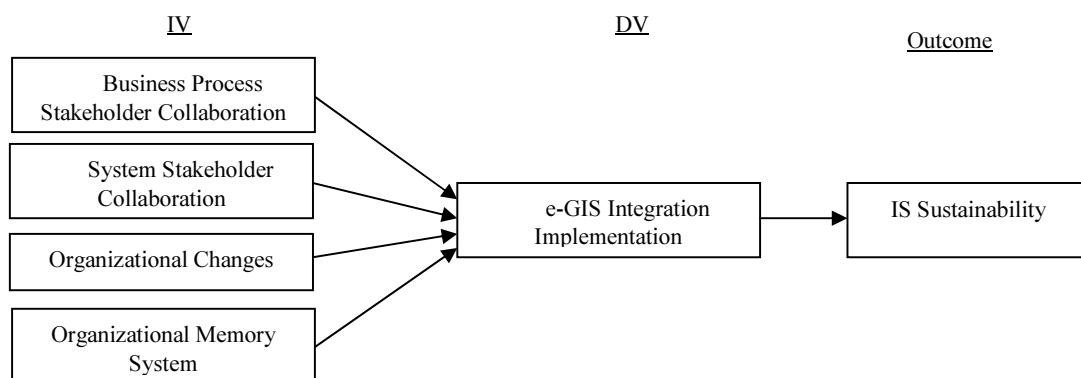 IV
DV
Outcome
Business Process
Stakeholder Collaboration
System Stakeholder
Collaboration
Organizational Changes
Organizational Memory
System
e-GIS Integration
Implementation
IS Sustainability